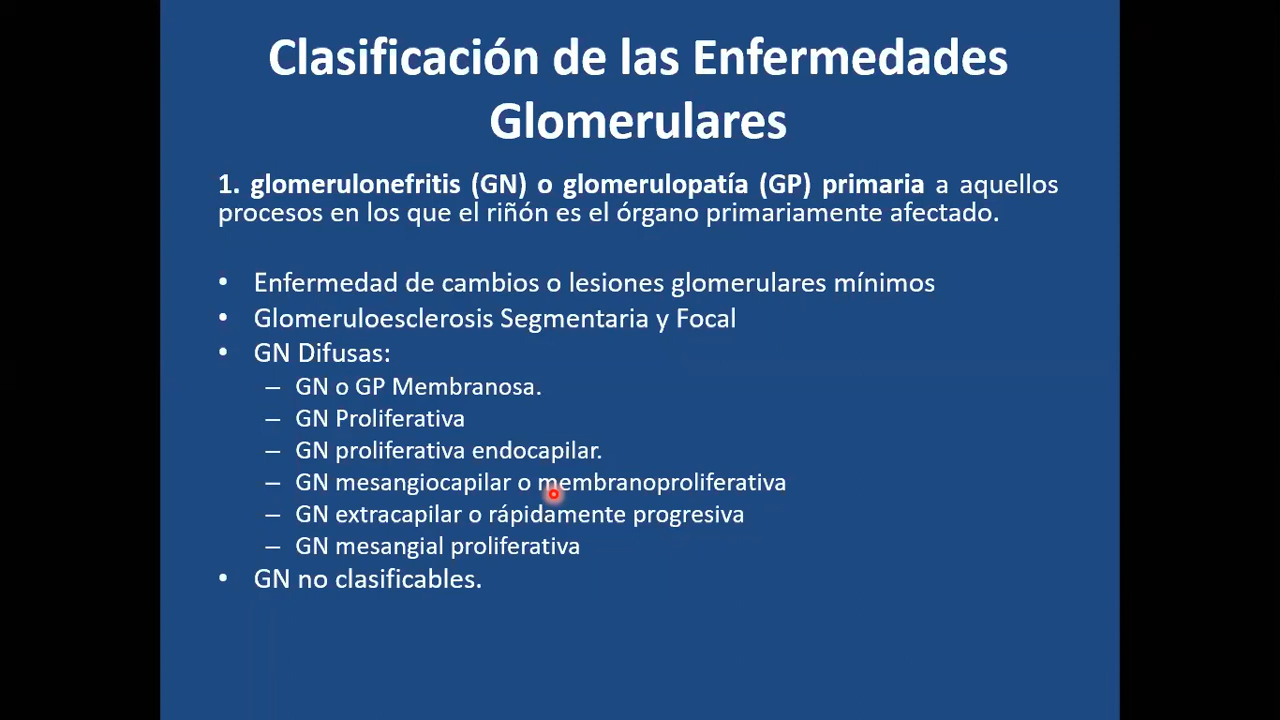 Clasificación de las Enfermedades
Glomerulares
1. glomerulonefritis (GN) o glomerulopatía (GP) primaria a aquellos
procesos en los que el riñón es el órgano primariamente afectado.
• Enfermedad de cambios o lesiones glomerulares mínimos
• Glomeruloesclerosis Segmentaria y Focal
• GN Difusas:
– GN o GP Membranosa.
– GN Proliferativa
– GN proliferativa endocapilar.
– GN mesangiocapilar o membranoproliferativa
– GN extracapilar o rápidamente progresiva
– GN mesangial proliferativa
• GN no clasificables.